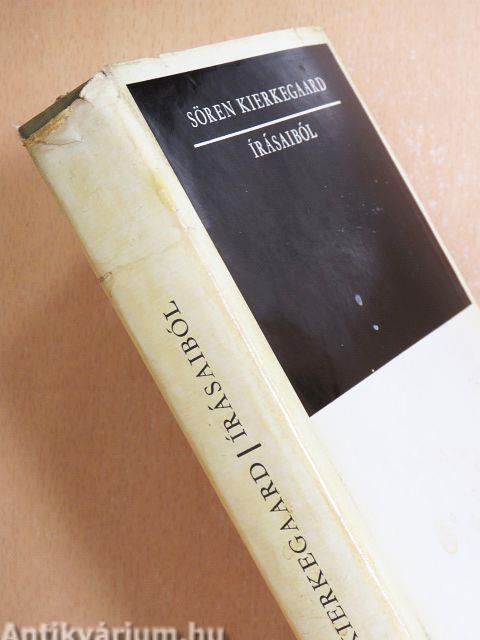 SÖREN KIERKEGAARD
ÍRÁSAIBÓL
KIERKEGAARD | ÍRÁSAIBÓL
Antikvárium.hu